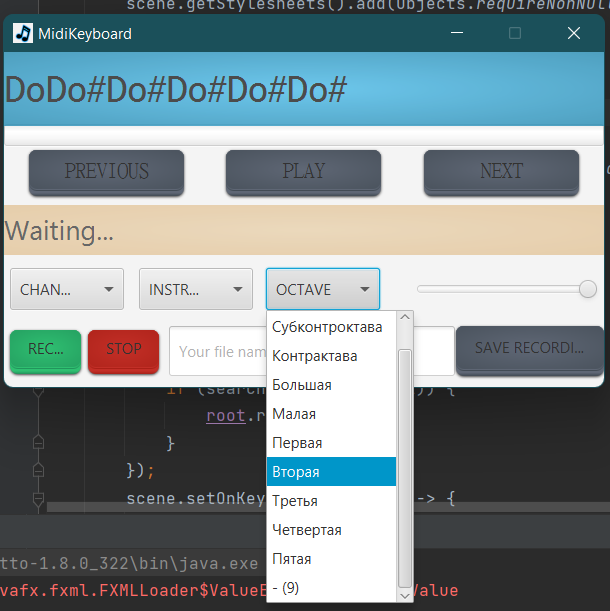 scene.getStylesheets().add(Objects.requireNonNull
MidiKeyboard
DoDo#Do#Do#Do#Do#
PREVIOUS PLAY NEXT
Waiting...
CHAN... INSTR... OCTAVE
Субконтроктава
REC... STOP Your file nam SAVE RECORDI...
Контрактава
Большая
if (search )) {
Малая
root.r
Первая
}
});
Вторая
scene.setOnKey -> {
Третья
Четвертая
tto-1.8.0_322\bin\java.exe
Пятая
vafx.fxml.FXMLLoader$ValueE Value
- (9)